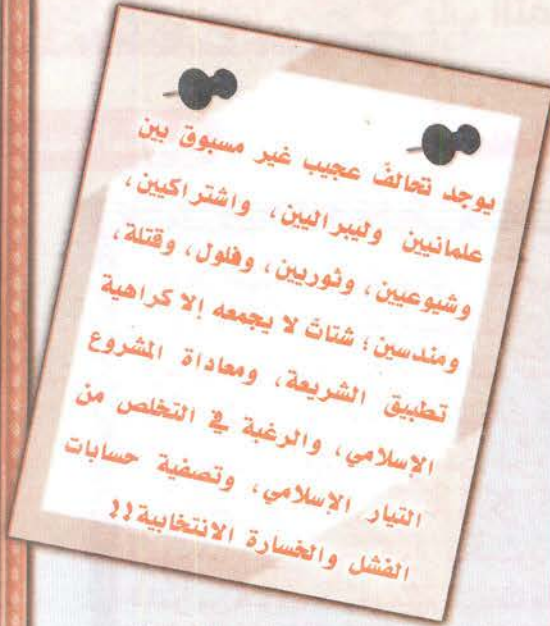 يوجد تحالفٌ عجيب غير مسبوق بين
علمانيين وليبراليين، واشتراكيين،
وشيوعيين، وثوريين، وفلول، وقتلة،
ومندسين؛ شتاتٌ لا يجمعه إلا كراهية
تطبيق الشريعة، ومعاداة المشروع
الإسلامي، والرغبة في التخلص من
التيار الإسلامي، وتصفية حسابات
الفشل والخسارة الانتخابية!!